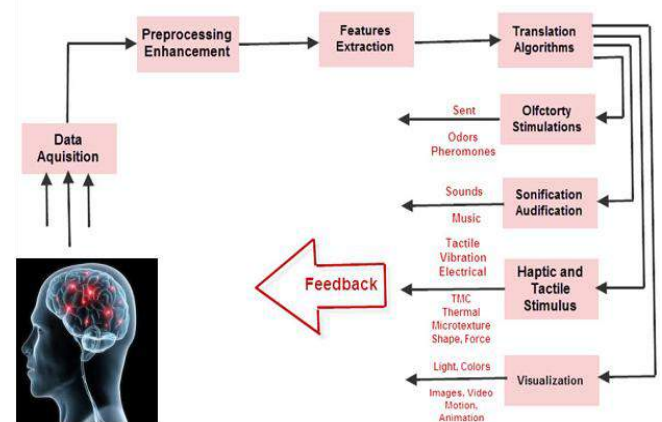 Preprocessing
Enhancement
Features
Extraction
Translation
Algorithms
Data
Aquisition
Sent
Odors
Pheromones
Olfctorty
Stimulations
Sounds
Music
Sonification
Audification
Tactile
Vibration
Electrical
TMC
Thermal
Microtexture
Shape, Force
Haptic and
Tactile
Stimulus
Feedback
Light, Colors
Images, Video
Motion,
Animation
Visualization